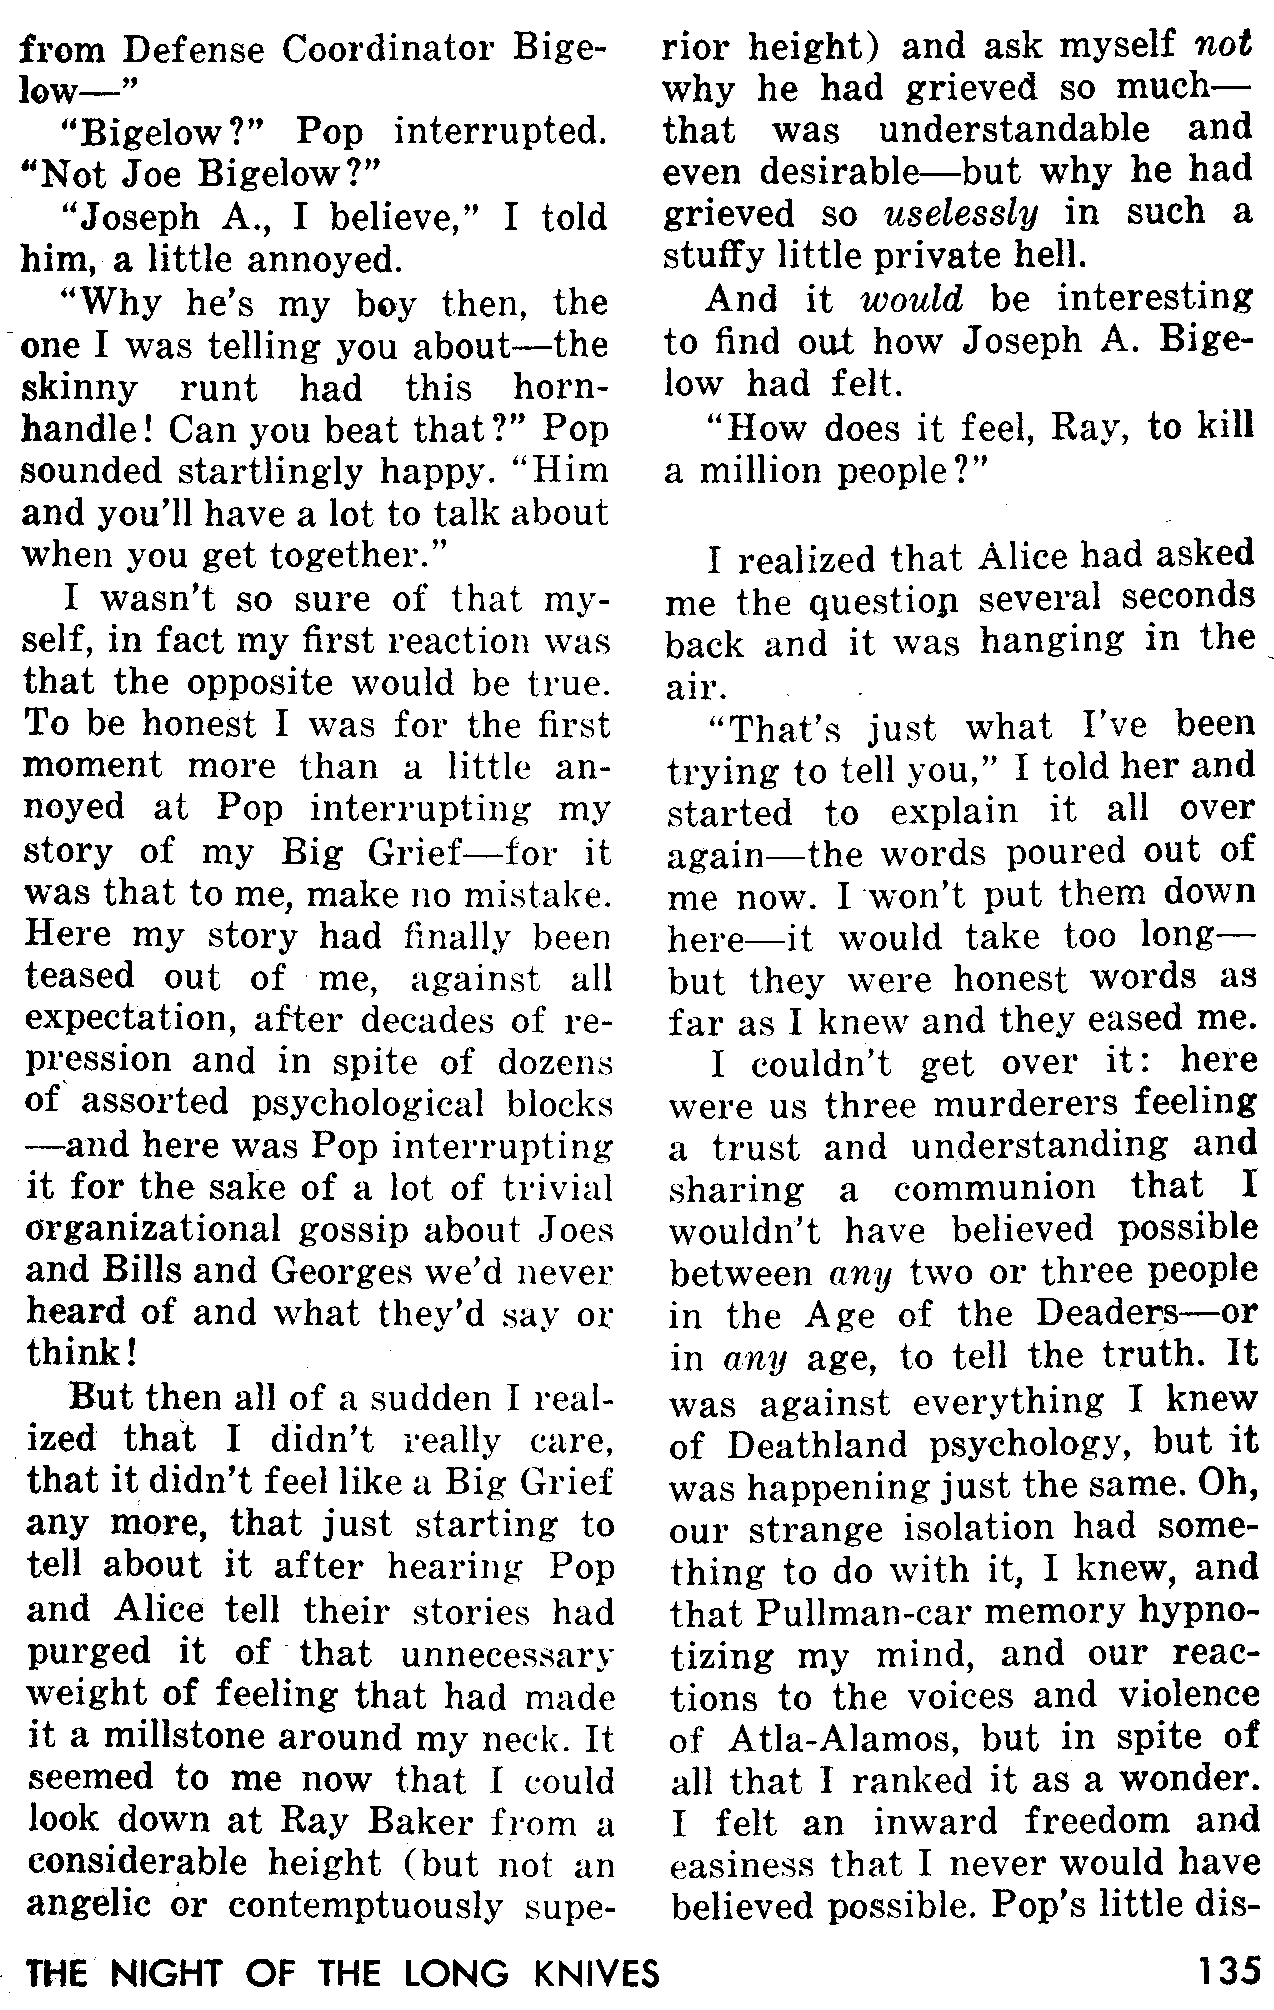 from Defense Coordinator Bige-
low—”
“Bigelow?” Pop interrupted.
“Not Joe Bigelow?”
“Joseph A., I believe,” I told
him, a little annoyed.
“Why he’s my boy then, the
one I was telling you about—the
skinny runt had this horn-
handle! Can you beat that?” Pop
sounded startlingly happy. “Him
and you’ll have a lot to talk about
when you get together.”
I wasn’t so sure of that my-
self, in fact my first reaction was
that the opposite would be true.
To be honest I was for the first
moment more than a little an-
noyed at Pop interrupting my
story of my Big Grief—for it
was that to me, make no mistake.
Here my story had finally been
teased out of me, against all
expectation, after decades of re-
pression and in spite of dozens
of assorted psychological blocks
—and here was Pop interrupting
it for the sake of a lot of trivial
organizational gossip about Joes
and Bills and Georges we’d never
heard of and what they’d say or
think!
But then all of a sudden I real-
ized that I didn’t really care,
that it didn’t feel like a Big Grief
any more, that just starting to
tell about it after hearing Pop
and Alice tell their stories had
purged it of that unnecessary
weight of feeling that had made
it a millstone around my neck. It
seemed to me now that I could
look down at Ray Baker from a
considerable height (but not an
angelic or contemptuously supe-
rior height) and ask myself not
why he had grieved so much—
that was understandable and
even desirable—but why he had
grieved so uselessly in such a
stuffy little private hell.
And it would be interesting
to find out how Joseph A. Bige-
low had felt.
“How does it feel, Ray, to kill
a million people?”
I realized that Alice had asked
me the question several seconds
back and it was hanging in the
air.
“That’s just what I’ve been
trying to tell you,” I told her and
started to explain it all over
again—the words poured out of
me now. I won’t put them down
here—it would take too long—
but they were honest words as
far as I knew and they eased me.
I couldn’t get over it: here
were us three murderers feeling
a trust and understanding and
sharing a communion that I
wouldn’t have believed possible
between any two or three people
in the Age of the Deaders—or
in any age, to tell the truth. It
was against everything I knew
of Deathland psychology, but it
was happening just the same. Oh,
our strange isolation had some-
thing to do with it, I knew, and
that Pullman-car memory hypno-
tizing my mind, and our reac-
tions to the voices and violence
of Atla-Alamos, but in spite of
all that I ranked it as a wonder.
I felt an inward freedom and
easiness that I never would have
believed possible. Pop’s little dis-
THE NIGHT OF THE LONG KNIVES 135